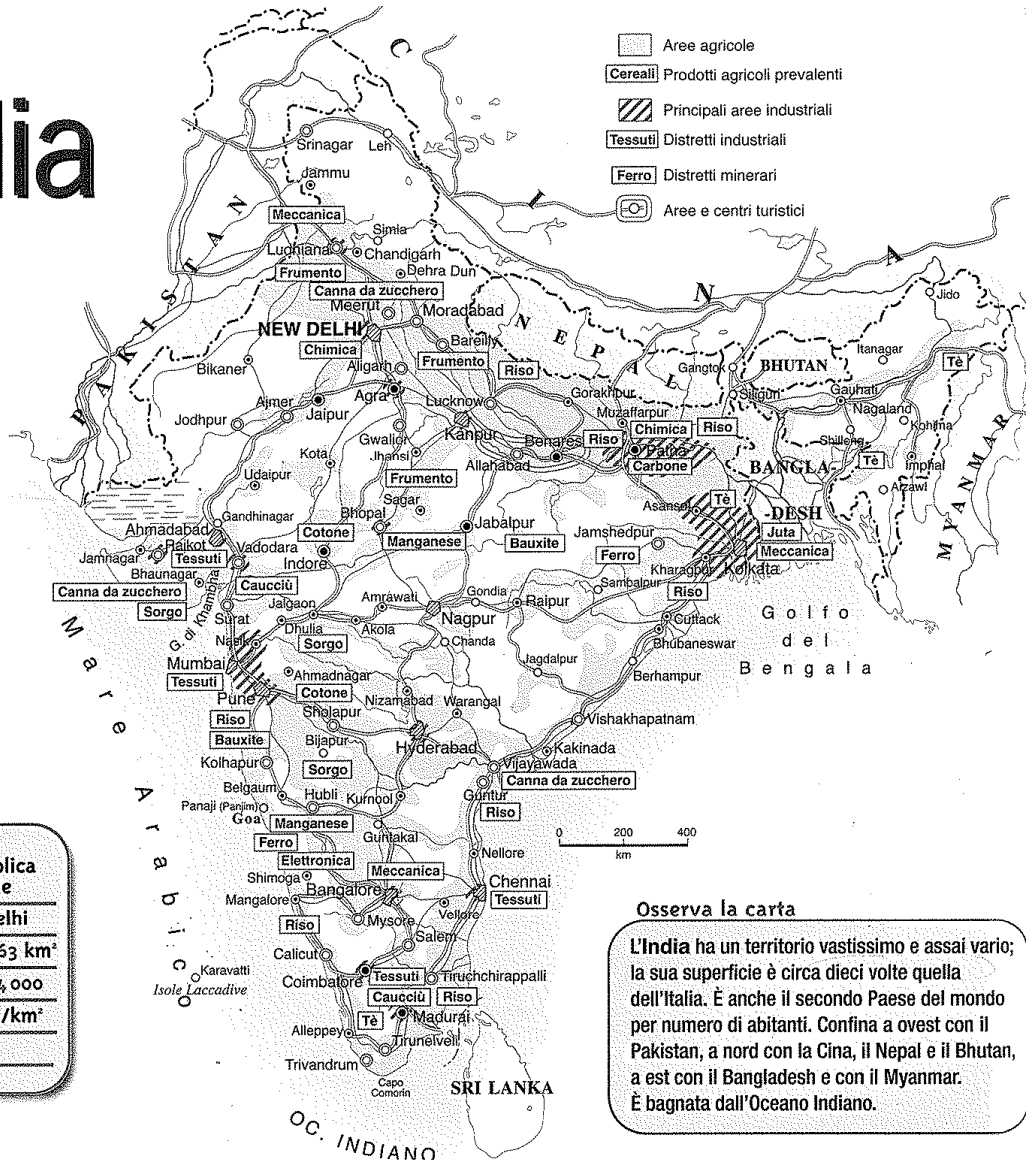 dia
Aree agricole
Cereali Prodotti agricoli prevalenti
Principali aree industriali
Tessuti Distretti industriali
Ferro Distretti minerari
Aree e centri turistici
CINA
PAKISTAN
NEPAL
BHUTAN
BANGLA-
-DESH
MYANMAR
SRI LANKA
Srinagar
Leh
Jammu
Meccanica
Simla
Ludhiana
Chandigarh
Frumento
Dehra Dun
Canna da zucchero
Meerut
Moradabad
NEW DELHI
Chimica
Bareilly
Frumento
Riso
Bikaner
Aligarh
Agra
Lucknow
Gorakhpur
Gangtok
Siliguri
Jido
Itanagar
Tè
Gauhati
Nagaland
Kohima
Shillong
Tè
Imphal
Aizawl
Ajmer
Jaipur
Jodhpur
Gwalior
Kanpur
Muzaffarpur
Chimica
Riso
Benares
Riso
Patna
Carbone
Kota
Jhansi
Allahabad
Udaipur
Frumento
Sagar
Asansol
Tè
Gandhinagar
Ahmadabad
Cotone
Bhopal
Manganese
Jabalpur
Bauxite
Jamshedpur
Ferro
Juta
Meccanica
Kolkata
Kharagpur
Riso
Jamnagar
Rajkot
Tessuti
Vadodara
Indore
Bhaunagar
Caucciù
Canna da zucchero
Sorgo
G. di Khambhat
Surat
Jalgaon
Amrawati
Gondia
Sambalpur
Raipur
Cuttack
Nasik
Dhulia
Akola
Nagpur
Bhubaneswar
Sorgo
Chanda
Mumbai
Tessuti
Ahmadnagar
Jagdalpur
Berhampur
Pune
Cotone
Nizamabad
Warangal
Riso
Sholapur
Vishakhapatnam
Bauxite
Bijapur
Hyderabad
Kakinada
Kolhapur
Sorgo
Vijayawada
Canna da zucchero
Belgaum
Hubli
Kurnool
Guntur
Riso
Panaji (Panjim)
Goa
Manganese
Guntakal
Ferro
Elettronica
Nellore
Shimoga
Meccanica
Mangalore
Bangalore
Chennai
Tessuti
Riso
Mysore
Vellore
Salem
Calicut
Coimbatore
Tessuti
Tiruchchirappalli
Karavatti
Isole Laccadive
Caucciù
Riso
Tè
Madurai
Alleppey
Tirunelveli
Trivandrum
Capo
Comorin
Golfo
del
Bengala
Mare Arabico
OC. INDIANO
0 200 400
km
blica
e
elhi
63 km²
4 000
/km²
Osserva la carta
L'India ha un territorio vastissimo e assai vario;
la sua superficie è circa dieci volte quella
dell'Italia. È anche il secondo Paese del mondo
per numero di abitanti. Confina a ovest con il
Pakistan, a nord con la Cina, il Nepal e il Bhutan,
a est con il Bangladesh e con il Myanmar.
È bagnata dall'Oceano Indiano.